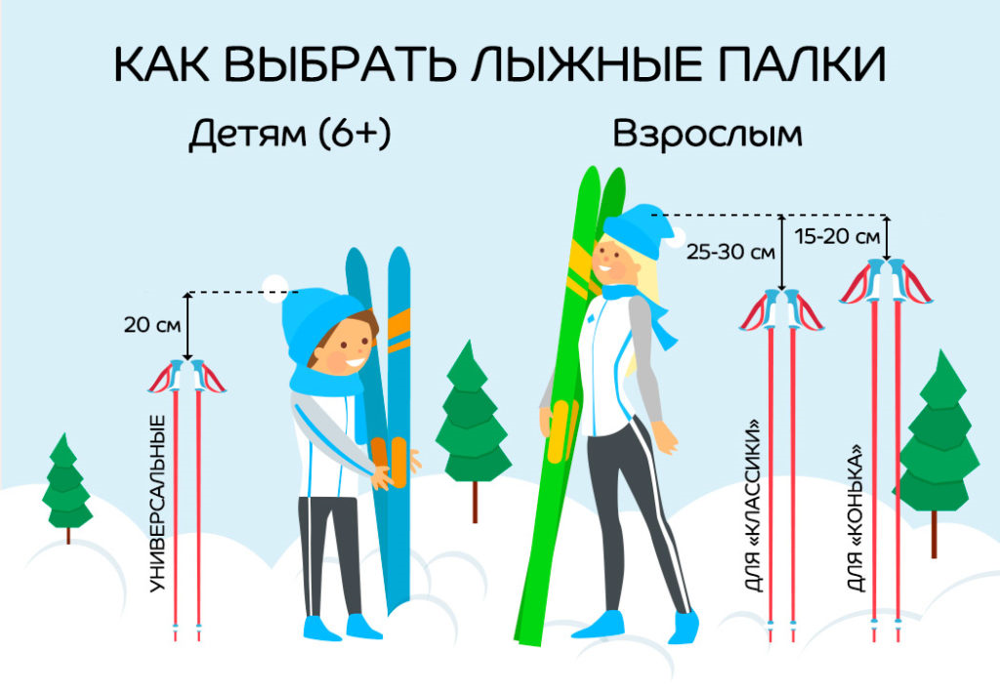 КАК ВЫБРАТЬ ЛЫЖНЫЕ ПАЛКИ
Детям (6+)
Взрослым
20 см
УНИВЕРСАЛЬНЫЕ
25-30 см
15-20 см
ДЛЯ «КЛАССИКИ»
ДЛЯ «КОНЬКА»